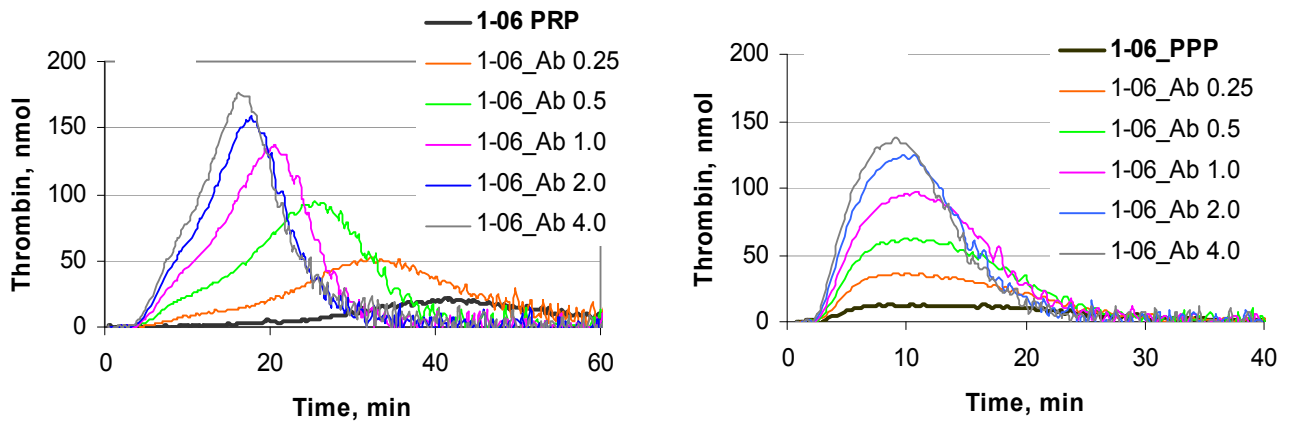 1-06 PRP
1-06_Ab 0.25
1-06_Ab 0.5
1-06_Ab 1.0
1-06_Ab 2.0
1-06_Ab 4.0
Thrombin, nmol
200
150
100
50
0
0 20 40 60
Time, min
1-06_PPP
1-06_Ab 0.25
1-06_Ab 0.5
1-06_Ab 1.0
1-06_Ab 2.0
1-06_Ab 4.0
Thrombin, nmol
200
150
100
50
0
0 10 20 30 40
Time, min